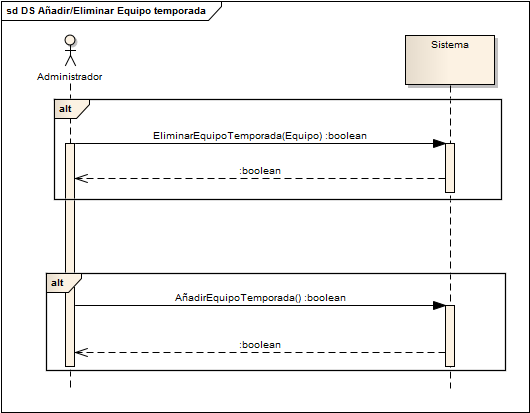 sd DS Añadir/Eliminar Equipo temporada
Administrador
Sistema
alt
EliminarEquipoTemporada(Equipo) :boolean
:boolean
alt
AñadirEquipoTemporada() :boolean
:boolean